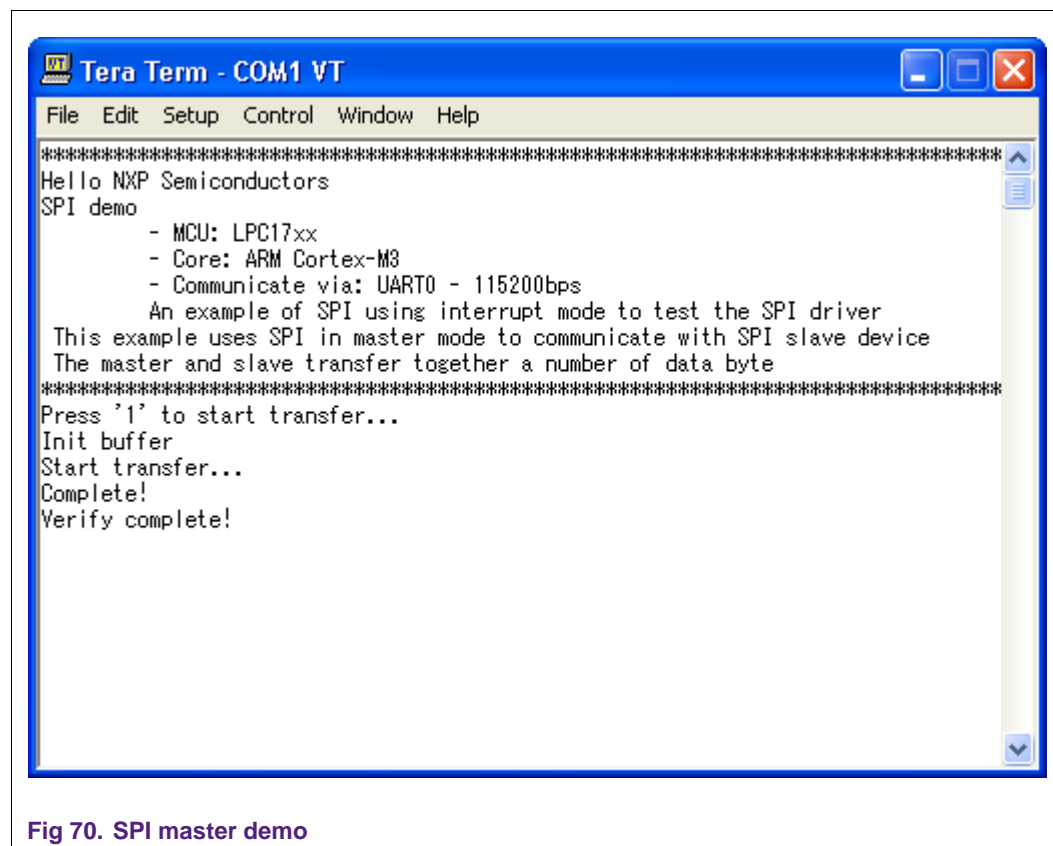 Tera Term - COM1 VT
File Edit Setup Control Window Help
********************************************************************************
Hello NXP Semiconductors
SPI demo
- MCU: LPC17xx
- Core: ARM Cortex-M3
- Communicate via: UART0 - 115200bps
An example of SPI using interrupt mode to test the SPI driver
This example uses SPI in master mode to communicate with SPI slave device
The master and slave transfer together a number of data byte
********************************************************************************
Press '1' to start transfer...
Init buffer
Start transfer...
Complete!
Verify complete!
Fig 70. SPI master demo